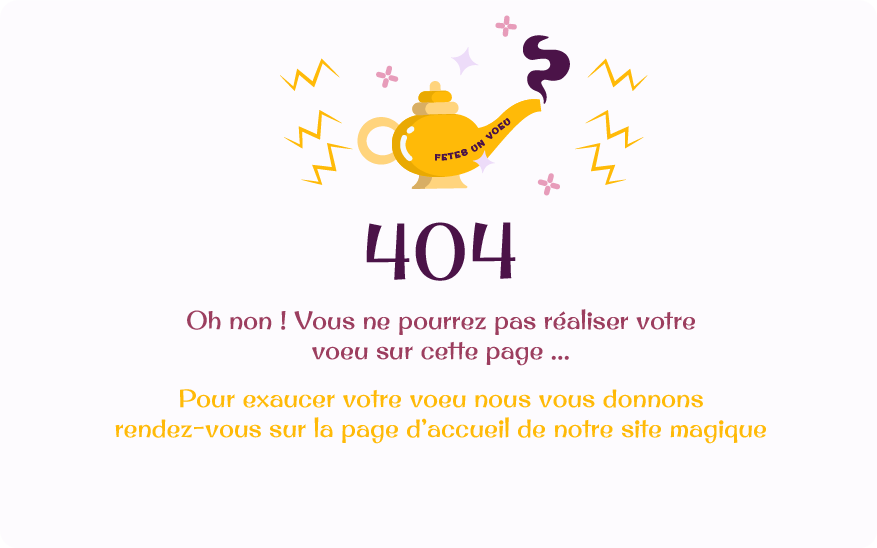 FETES UN VOEU
404
Oh non ! Vous ne pourrez pas réaliser votre
voeu sur cette page ...
Pour exaucer votre voeu nous vous donnons
rendez-vous sur la page d'accueil de notre site magique